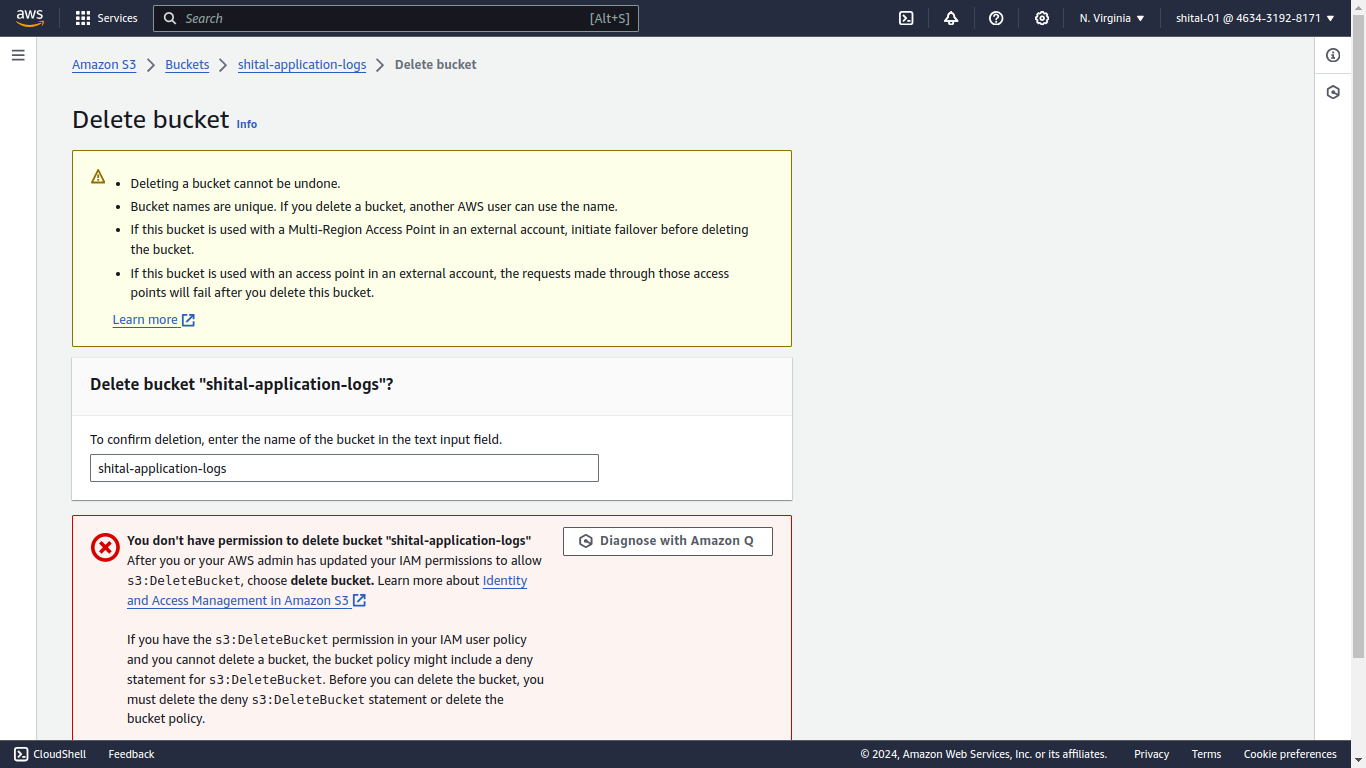 aws Services Search [Alt+S] N. Virginia shital-01 @ 4634-3192-8171
Amazon S3 Buckets shital-application-logs Delete bucket
Delete bucket Info
Deleting a bucket cannot be undone.
Bucket names are unique. If you delete a bucket, another AWS user can use the name.
If this bucket is used with a Multi-Region Access Point in an external account, initiate failover before deleting
the bucket.
If this bucket is used with an access point in an external account, the requests made through those access
points will fail after you delete this bucket.
Learn more
Delete bucket "shital-application-logs"?
To confirm deletion, enter the name of the bucket in the text input field.
shital-application-logs
You don't have permission to delete bucket "shital-application-logs"
Diagnose with Amazon Q
After you or your AWS admin has updated your IAM permissions to allow
s3:DeleteBucket, choose delete bucket. Learn more about Identity
and Access Management in Amazon S3
If you have the s3:DeleteBucket permission in your IAM user policy
and you cannot delete a bucket, the bucket policy might include a deny
statement for s3:DeleteBucket. Before you can delete the bucket, you
must delete the deny s3:DeleteBucket statement or delete the
bucket policy.
CloudShell Feedback © 2024, Amazon Web Services, Inc. or its affiliates. Privacy Terms Cookie preferences